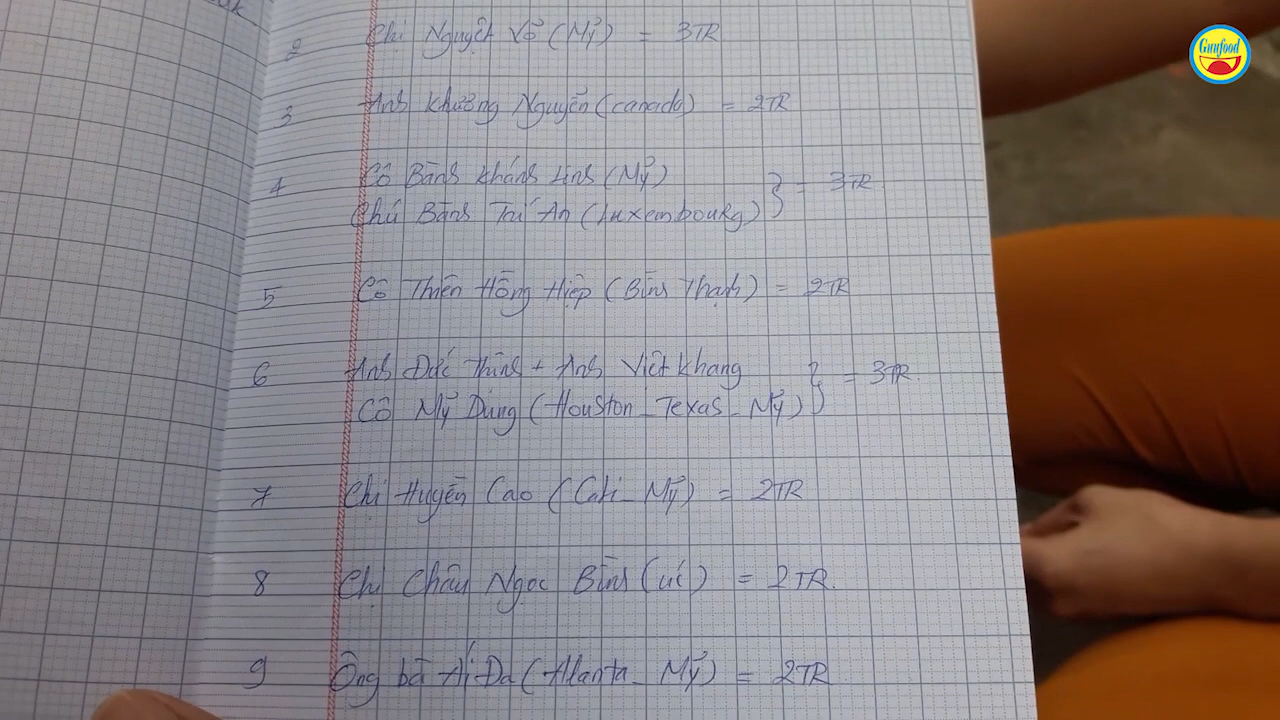 Gunfood
2 Chị Nguyệt Võ (Mỹ) = 3TR
3 Anh Khương Nguyễn (canada) = 2TR
4 Cô Bành Khánh Linh (Mỹ)
Chú Bành Trí An (Luxembourg) } = 3TR
5 Cô Thiên Hồng Hiệp (Bình Thạnh) = 2TR
6 Anh Đức Thịnh + Anh Việt Khang
Cô Mỹ Dung (Houston_Texas_Mỹ) } = 3TR.
7 Chị Huyền Cao (Cali_Mỹ) = 2TR
8 Chị Châu Ngọc Bình (úc) = 2TR.
9 Ông bà Ái-Đa (Atlanta_Mỹ) = 2TR